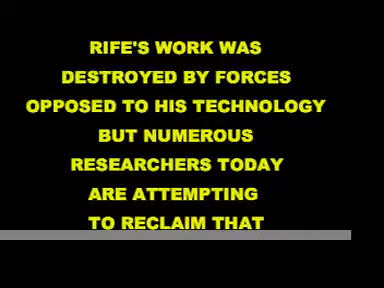 RIFE'S WORK WAS
DESTROYED BY FORCES
OPPOSED TO HIS TECHNOLOGY
BUT NUMEROUS
RESEARCHERS TODAY
ARE ATTEMPTING
TO RECLAIM THAT